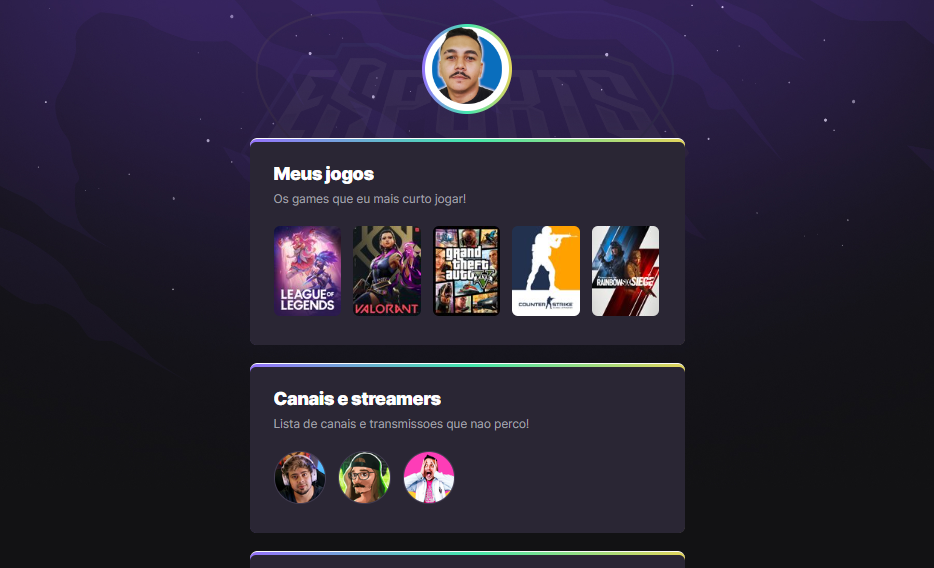 ESPORTS
Meus jogos
Os games que eu mais curto jogar!
LEAGUE OF
LEGENDS
VALORANT
grand
theft
auto
V
COUNTER STRIKE
RAINBOW SIX SIEGE
Canais e streamers
Lista de canais e transmissoes que nao perco!